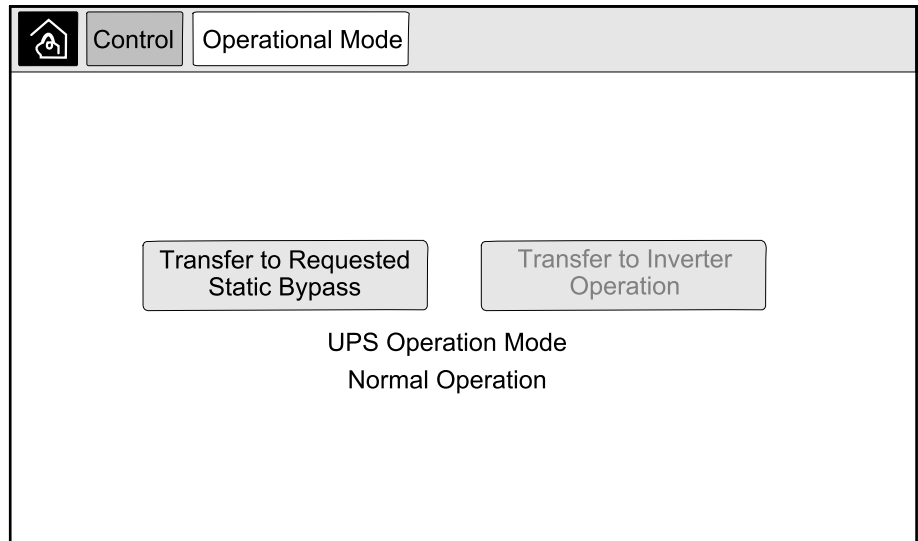 Control
Operational Mode
Transfer to Requested
Static Bypass
Transfer to Inverter
Operation
UPS Operation Mode
Normal Operation